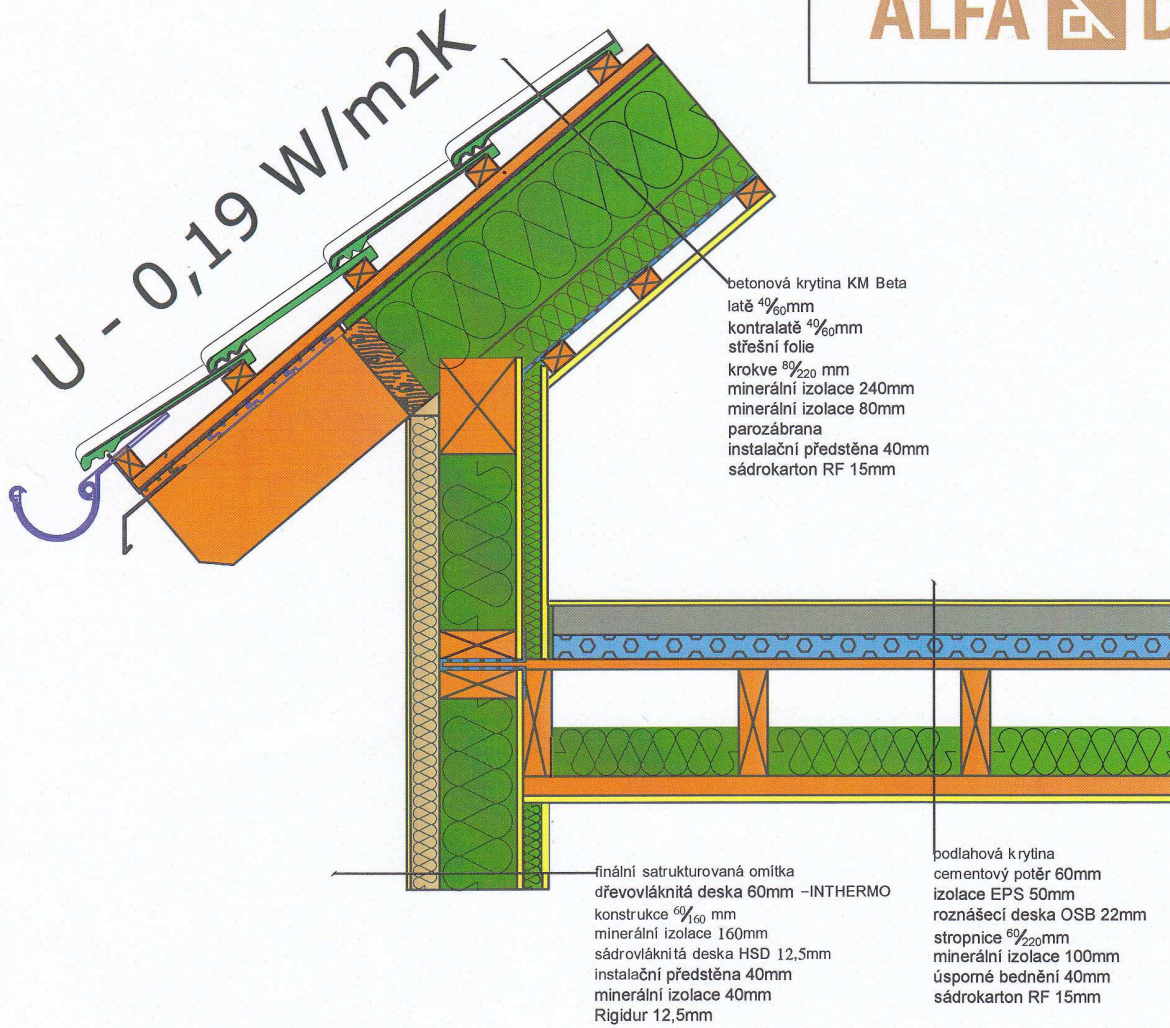 ALFA
U - 0,19 W/m2K
betonová krytina KM Beta
latě 40/60mm
kontralatě 40/60mm
střešní folie
krokve 80/220 mm
minerální izolace 240mm
minerální izolace 80mm
parozábrana
instalační předstěna 40mm
sádrokarton RF 15mm
finální satrukturovaná omítka
dřevovláknitá deska 60mm –INTHERMO
konstrukce 60/160 mm
minerální izolace 160mm
sádrovláknitá deska HSD 12,5mm
instalační předstěna 40mm
minerální izolace 40mm
Rigidur 12,5mm
podlahová krytina
cementový potěr 60mm
izolace EPS 50mm
roznášecí deska OSB 22mm
stropnice 60/220mm
minerální izolace 100mm
úsporné bednění 40mm
sádrokarton RF 15mm